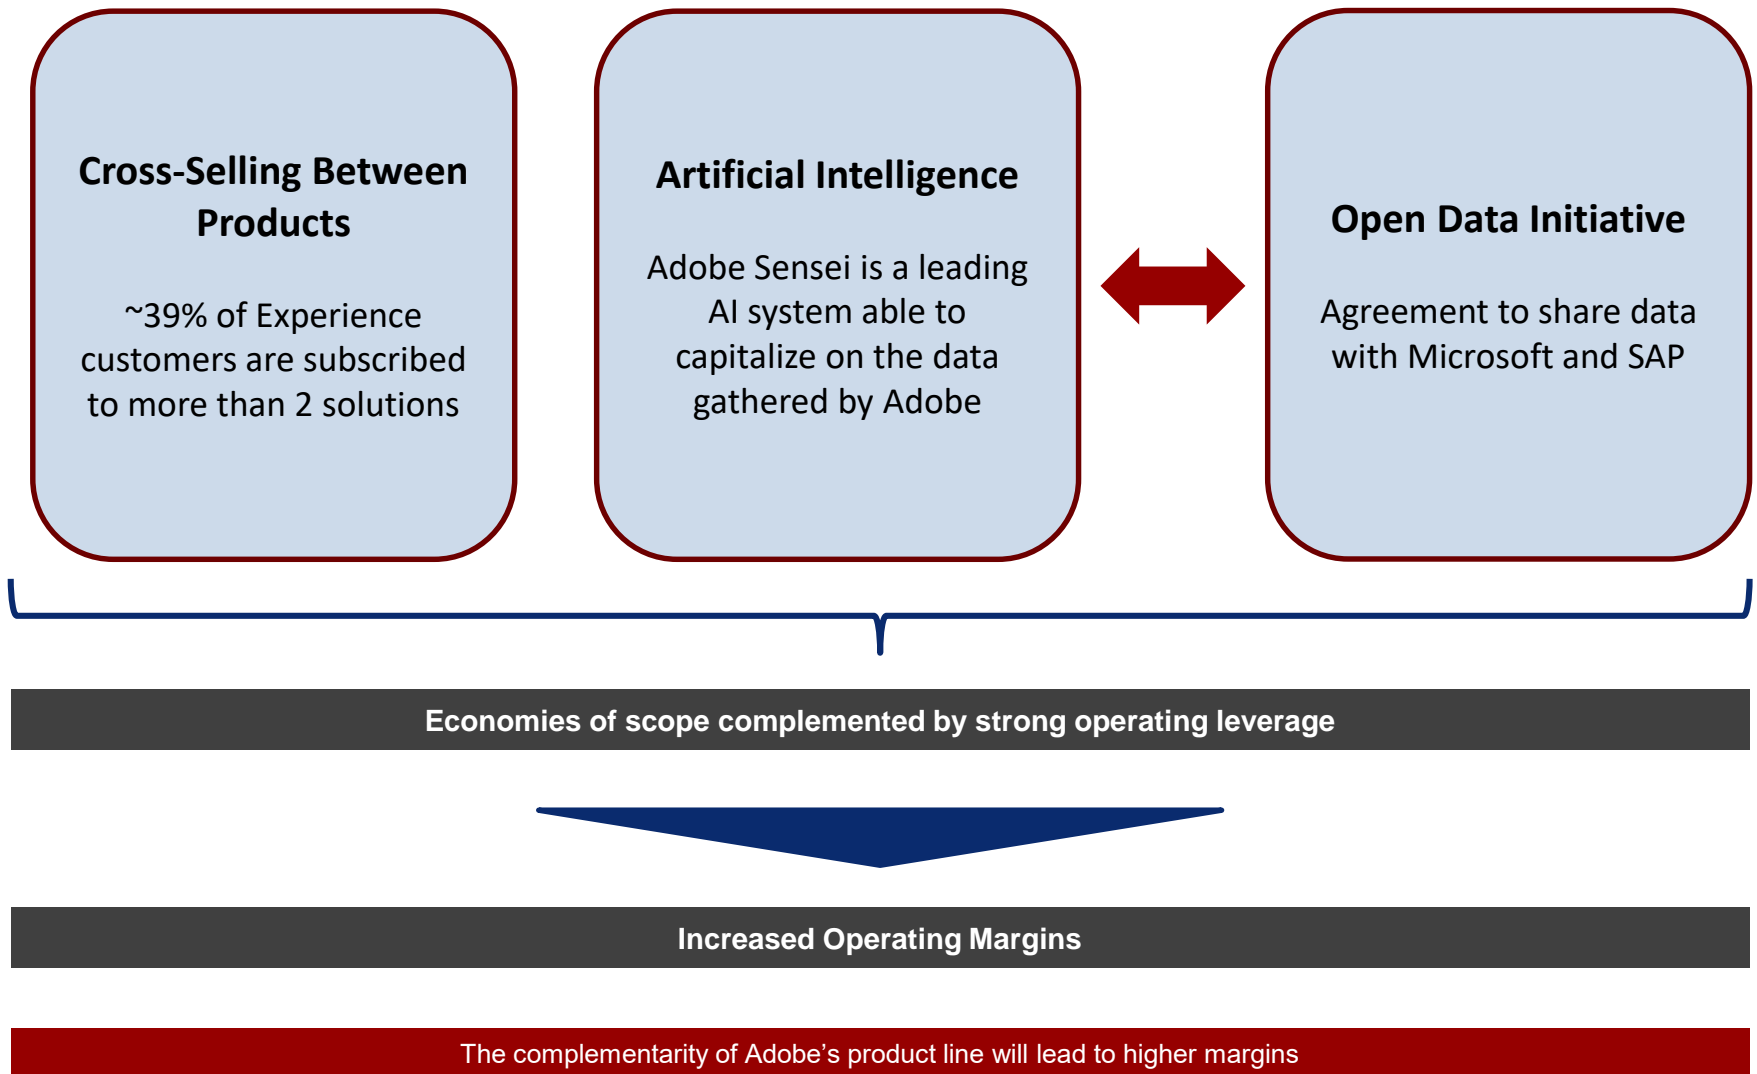 Cross-Selling Between
Products
~39% of Experience
customers are subscribed
to more than 2 solutions
Artificial Intelligence
Adobe Sensei is a leading
AI system able to
capitalize on the data
gathered by Adobe
Open Data Initiative
Agreement to share data
with Microsoft and SAP
Economies of scope complemented by strong operating leverage
Increased Operating Margins
The complementarity of Adobe’s product line will lead to higher margins